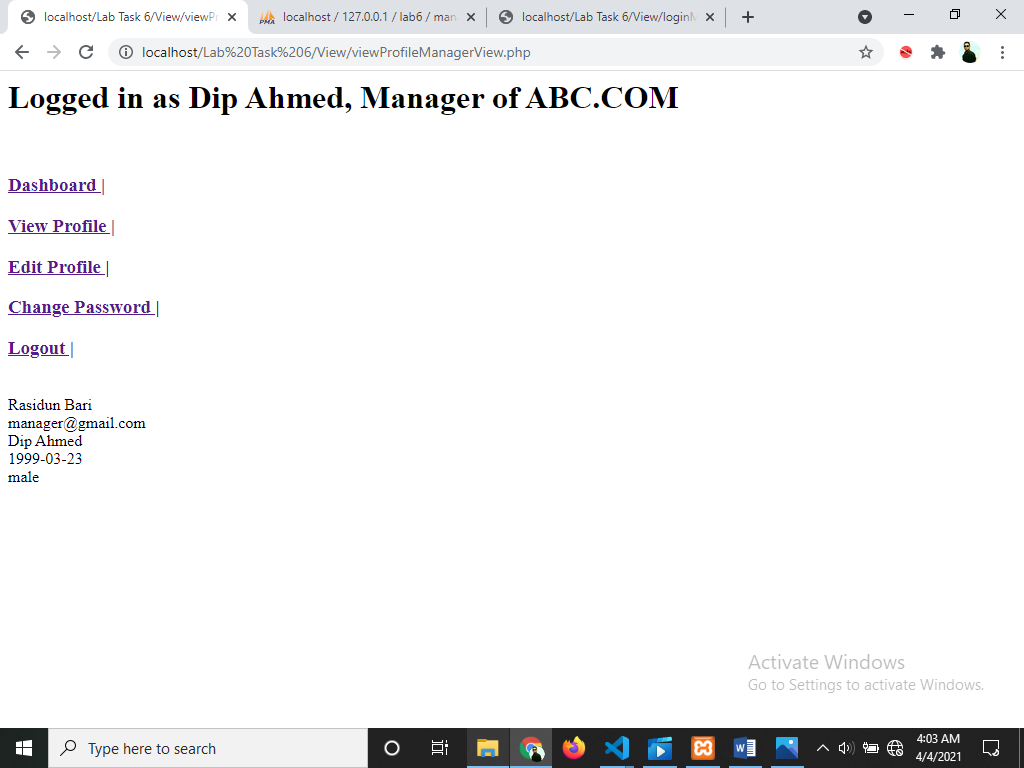 localhost/Lab Task 6/View/viewPr
localhost / 127.0.0.1 / lab6 / man
localhost/Lab Task 6/View/loginM
localhost/Lab%20Task%206/View/viewProfileManagerView.php
Logged in as Dip Ahmed, Manager of ABC.COM
Dashboard |
View Profile |
Edit Profile |
Change Password |
Logout |
Rasidun Bari
manager@gmail.com
Dip Ahmed
1999-03-23
male
Activate Windows
Go to Settings to activate Windows.
Type here to search
4:03 AM
4/4/2021